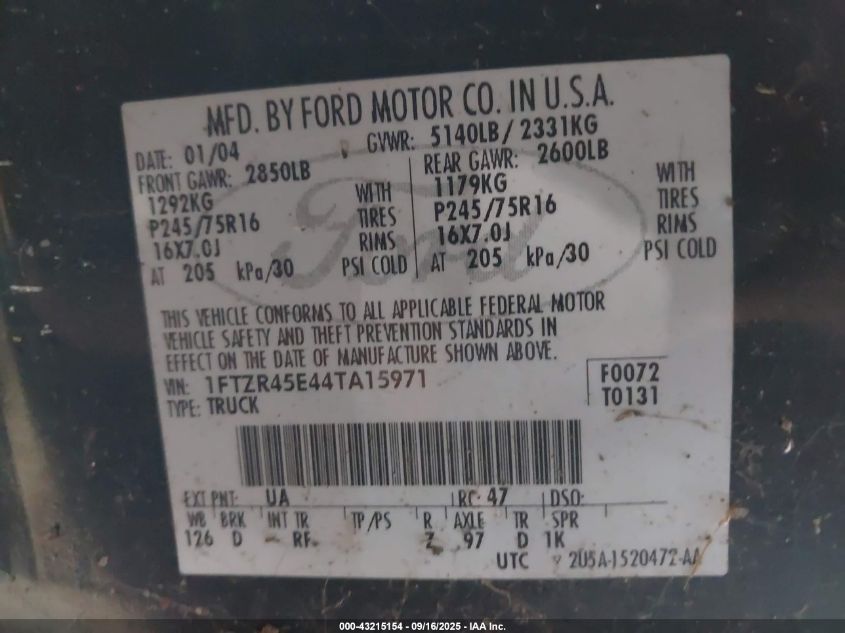 MFD. BY FORD MOTOR CO. IN U.S.A.
DATE: 01/04 GVWR: 5140LB/ 2331KG
FRONT GAWR: 2850LB REAR GAWR: 2600LB
1292KG WITH 1179KG WITH
P245/75R16 TIRES P245/75R16 TIRES
16X7.0J RIMS 16X7.0J RIMS
AT 205 kPa/30 PSI COLD AT 205 kPa/30 PSI COLD
Ford
THIS VEHICLE CONFORMS TO ALL APPLICABLE FEDERAL MOTOR
VEHICLE SAFETY AND THEFT PREVENTION STANDARDS IN
EFFECT ON THE DATE OF MANUFACTURE SHOWN ABOVE.
VIN: 1FTZR45E44TA15971 F0072
TYPE: TRUCK T0131
EXT PNT: UA RC: 47 DSO:
WB BRK INT TR TP/PS R AXLE TR SPR
126 D RF 97 D 1K
UTC 2U5A-1520472-AA
000-43215154 - 09/16/2025 - IAA Inc.